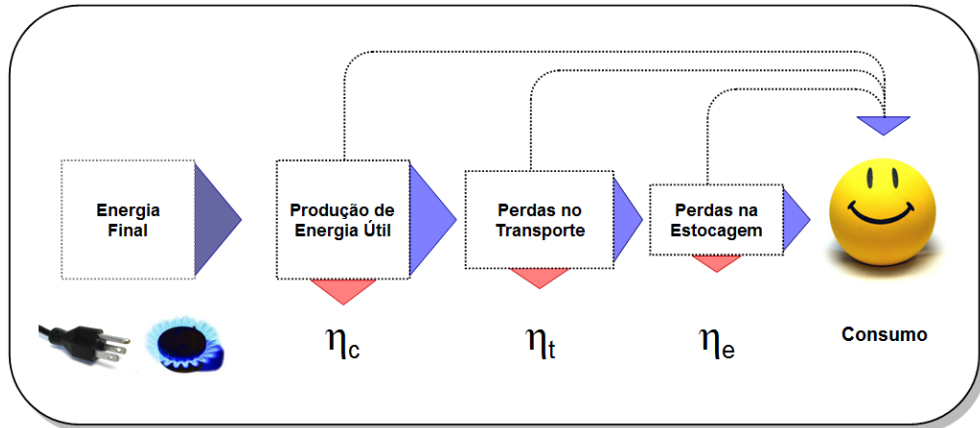 Energia
Final
Produção de
Energia Útil
Perdas no
Transporte
Perdas na
Estocagem
ηc
ηt
ηe
Consumo